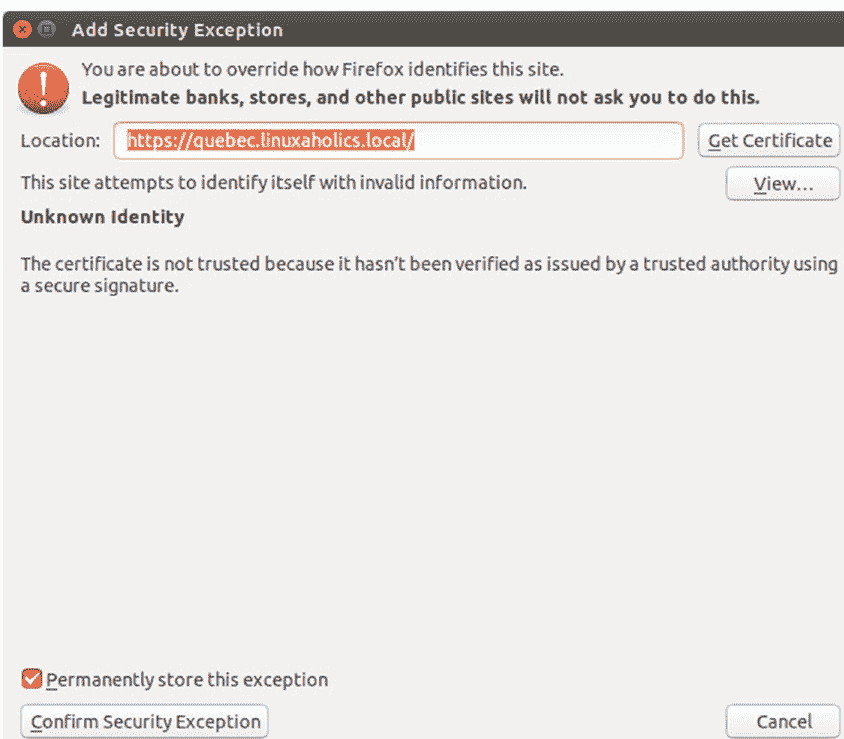 Add Security Exception
You are about to override how Firefox identifies this site.
Legitimate banks, stores, and other public sites will not ask you to do this.
Location: https://quebec.linuxaholics.local/ Get Certificate
This site attempts to identify itself with invalid information. View...
Unknown Identity
The certificate is not trusted because it hasn't been verified as issued by a trusted authority using
a secure signature.
Permanently store this exception
Confirm Security Exception Cancel